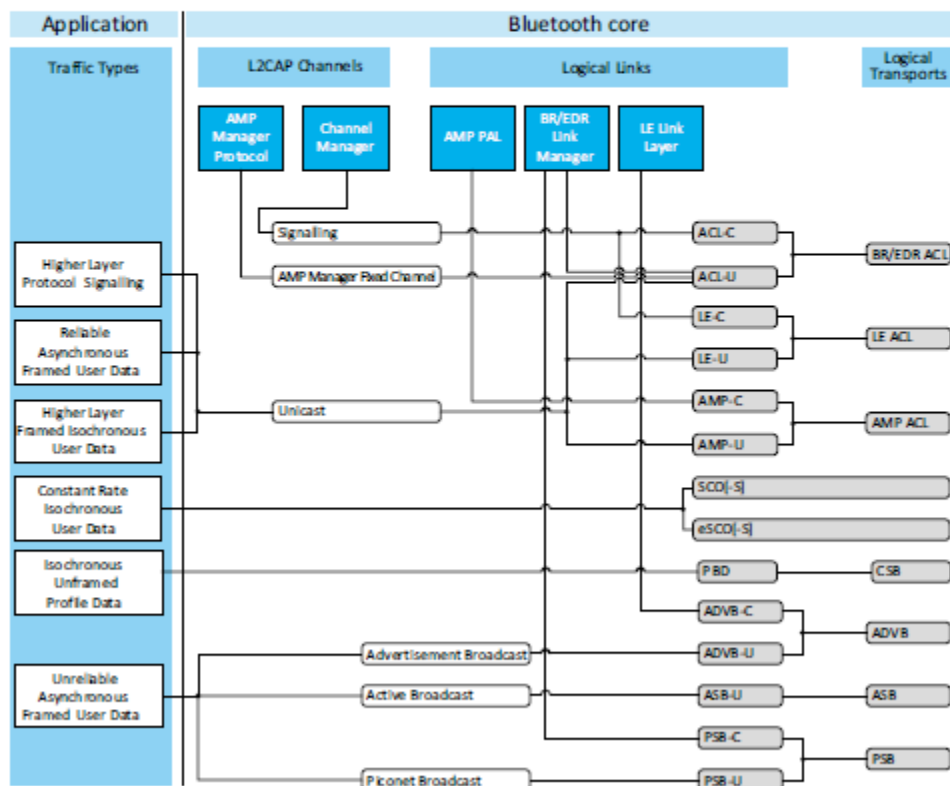 Application
Bluetooth core
Traffic Types
L2CAP Channels
Logical Links
Logical
Transports
AMP
Manager
Protocol
Channel
Manager
AMP PAL
BR/EDR
Link
Manager
LE Link
Layer
Signalling
ACL-C
Higher Layer
Protocol Signalling
BR/EDR ACL
AMP Manager Fixed Channel
ACL-U
LE-C
Reliable
Asynchronous
Framed User Data
LE ACL
LE-U
Higher Layer
Framed Isochronous
User Data
Unicast
AMP-C
AMP ACL
AMP-U
Constant Rate
Isochronous
User Data
SCO[-S]
eSCO[-S]
Isochronous
Unframed
Profile Data
PBD
CSB
ADVB-C
ADVB
Advertisement Broadcast
ADVB-U
Unreliable
Asynchronous
Framed User Data
Active Broadcast
ASB-U
ASB
PSB-C
PSB
Piconet Broadcast
PSB-U